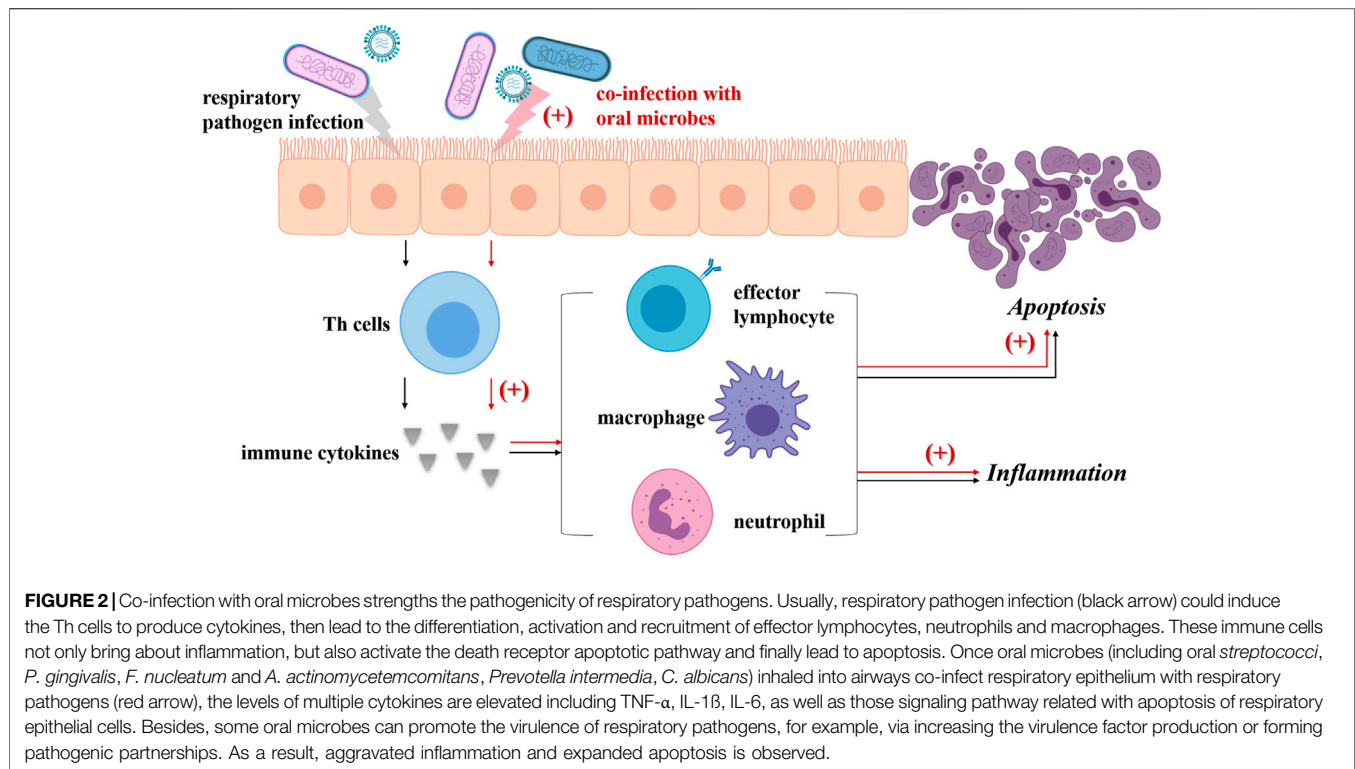 respiratory
pathogen infection
(+)
co-infection with
oral microbes
Th cells
(+)
immune cytokines
effector
lymphocyte
macrophage
neutrophil
Apoptosis
(+)
(+)
Inflammation
FIGURE 2 | Co-infection with oral microbes strengths the pathogenicity of respiratory pathogens. Usually, respiratory pathogen infection (black arrow) could induce
the Th cells to produce cytokines, then lead to the differentiation, activation and recruitment of effector lymphocytes, neutrophils and macrophages. These immune cells
not only bring about inflammation, but also activate the death receptor apoptotic pathway and finally lead to apoptosis. Once oral microbes (including oral streptococci,
P. gingivalis, F. nucleatum and A. actinomycetemcomitans, Prevotella intermedia, C. albicans) inhaled into airways co-infect respiratory epithelium with respiratory
pathogens (red arrow), the levels of multiple cytokines are elevated including TNF-α, IL-1ß, IL-6, as well as those signaling pathway related with apoptosis of respiratory
epithelial cells. Besides, some oral microbes can promote the virulence of respiratory pathogens, for example, via increasing the virulence factor production or forming
pathogenic partnerships. As a result, aggravated inflammation and expanded apoptosis is observed.